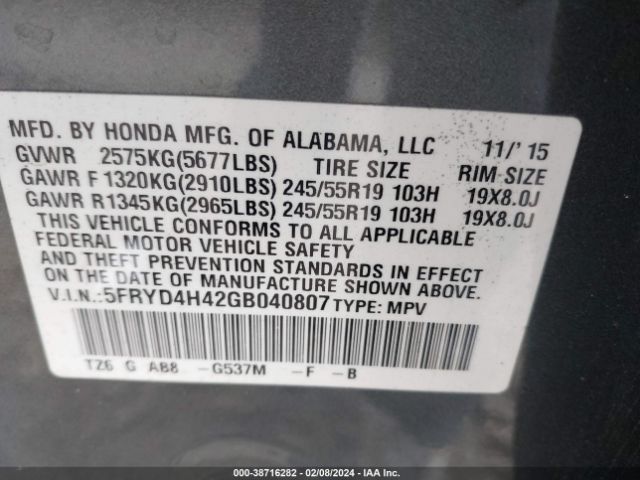 MFD. BY HONDA MFG. OF ALABAMA, LLC 11/' 15
GVWR 2575KG(5677LBS) TIRE SIZE RIM-SIZE
GAWR F 1320KG(2910LBS) 245/55R19 103H 19X8.0J
GAWR R1345KG(2965LBS) 245/55R19 103H 19X8.0J
THIS VEHICLE CONFORMS TO ALL APPLICABLE
FEDERAL MOTOR VEHICLE SAFETY
AND THEFT PREVENTION STANDARDS IN EFFECT
ON THE DATE OF MANUFACTURE SHOWN ABOVE.
V.I.N.:5FRYD4H42GB040807 TYPE: MPV
TZ6 G AB8 -G537M -F -B
000-38716282 - 02/08/2024 - IAAI.COM